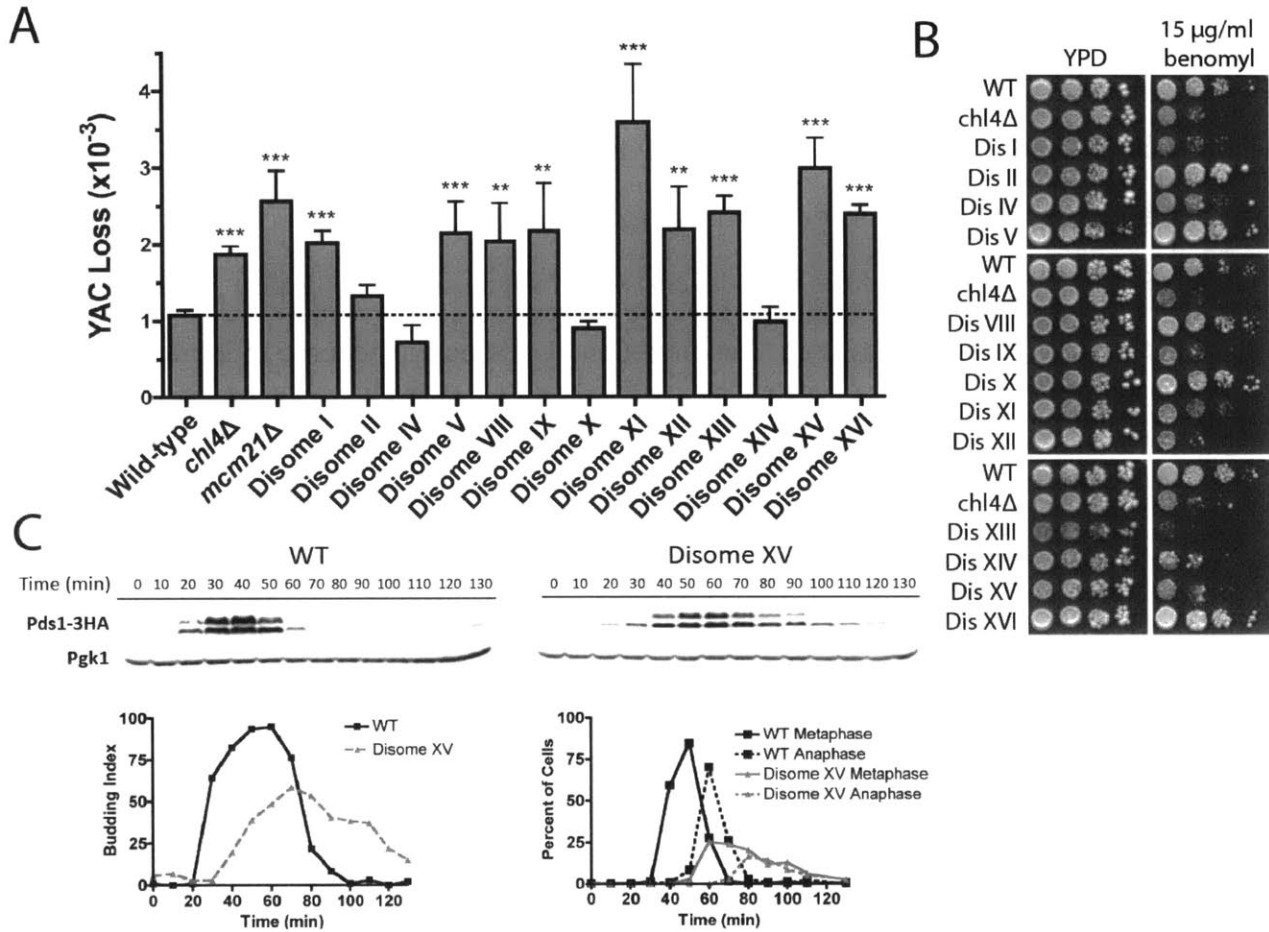 A
YAC Loss (x10⁻³)
4
3
2
1
0
***
***
***
***
**
**
***
**
***
***
***
Wild-type
chl4Δ
mcm21Δ
Disome I
Disome II
Disome IV
Disome V
Disome VIII
Disome IX
Disome X
Disome XI
Disome XII
Disome XIII
Disome XIV
Disome XV
Disome XVI
B
YPD
15 µg/ml
benomyl
WT
chl4Δ
Dis I
Dis II
Dis IV
Dis V
WT
chl4Δ
Dis VIII
Dis IX
Dis X
Dis XI
Dis XII
WT
chl4Δ
Dis XIII
Dis XIV
Dis XV
Dis XVI
C
WT
Disome XV
Time (min) 0 10 20 30 40 50 60 70 80 90 100 110 130
0 10 20 30 40 50 60 70 80 90 100 110 120 130
Pds1-3HA
Pgk1
Budding Index
100
75
50
25
0
0 20 40 60 80 100 120
Time (min)
WT
Disome XV
Percent of Cells
100
75
50
25
0
0 20 40 60 80 100 120
Time (min)
WT Metaphase
WT Anaphase
Disome XV Metaphase
Disome XV Anaphase